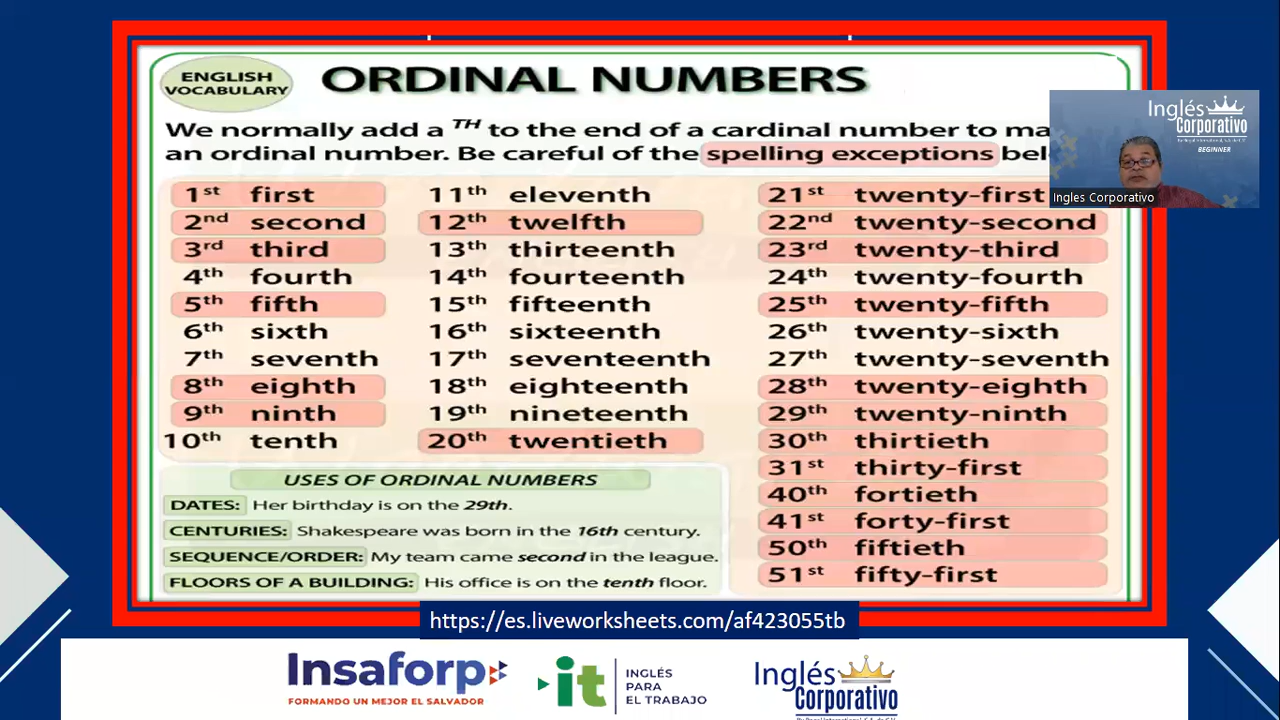 ENGLISH
VOCABULARY
ORDINAL NUMBERS
We normally add a TH to the end of a cardinal number to
an ordinal number. Be careful of the spelling exceptions
1st first
2nd second
3rd third
4th fourth
5th fifth
6th sixth
7th seventh
8th eighth
9th ninth
10th tenth
11th eleventh
12th twelfth
13th thirteenth
14th fourteenth
15th fifteenth
16th sixteenth
17th seventeenth
18th eighteenth
19th nineteenth
20th twentieth
21st twenty-first
22nd twenty-second
23rd twenty-third
24th twenty-fourth
25th twenty-fifth
26th twenty-sixth
27th twenty-seventh
28th twenty-eighth
29th twenty-ninth
30th thirtieth
31st thirty-first
40th fortieth
41st forty-first
50th fiftieth
51st fifty-first
USES OF ORDINAL NUMBERS
DATES: Her birthday is on the 29th.
CENTURIES: Shakespeare was born in the 16th century.
SEQUENCE/ORDER: My team came second in the league.
FLOORS OF A BUILDING: His office is on the tenth floor.
Inglés
Corporativo
BEGINNER
Ingles Corporativo
https://es.liveworksheets.com/af423055tb
Insaforp
FORMANDO UN MEJOR EL SALVADOR
it
INGLÉS
PARA
EL TRABAJO
Inglés
Corporativo